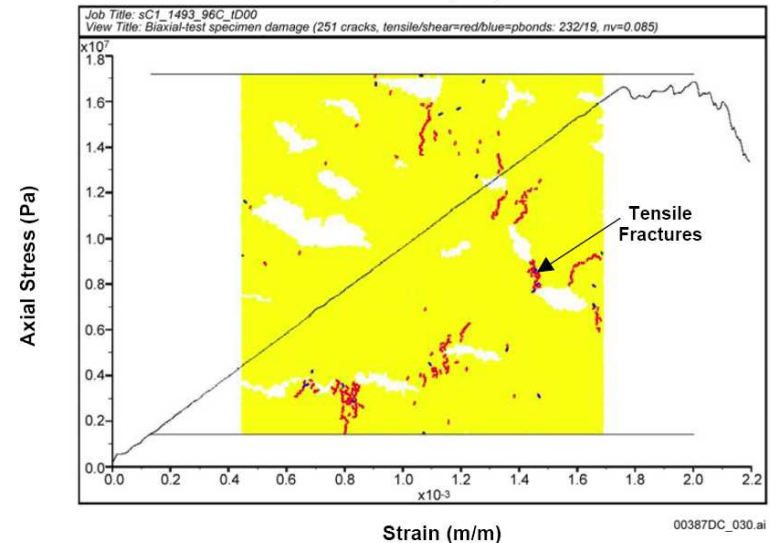 Job Title: sC1_1493_96C_tD00
View Title: Biaxial-test specimen damage (251 cracks, tensile/shear=red/blue=pbonds: 232/19, nv=0.085)
x10⁷
1.8
1.6
1.4
1.2
1.0
0.8
0.6
0.4
0.2
0.0
Axial Stress (Pa)
Tensile
Fractures
0.0 0.2 0.4 0.6 0.8 1.0 1.2 1.4 1.6 1.8 2.0 2.2
x10⁻³
Strain (m/m)
00387DC_030.ai